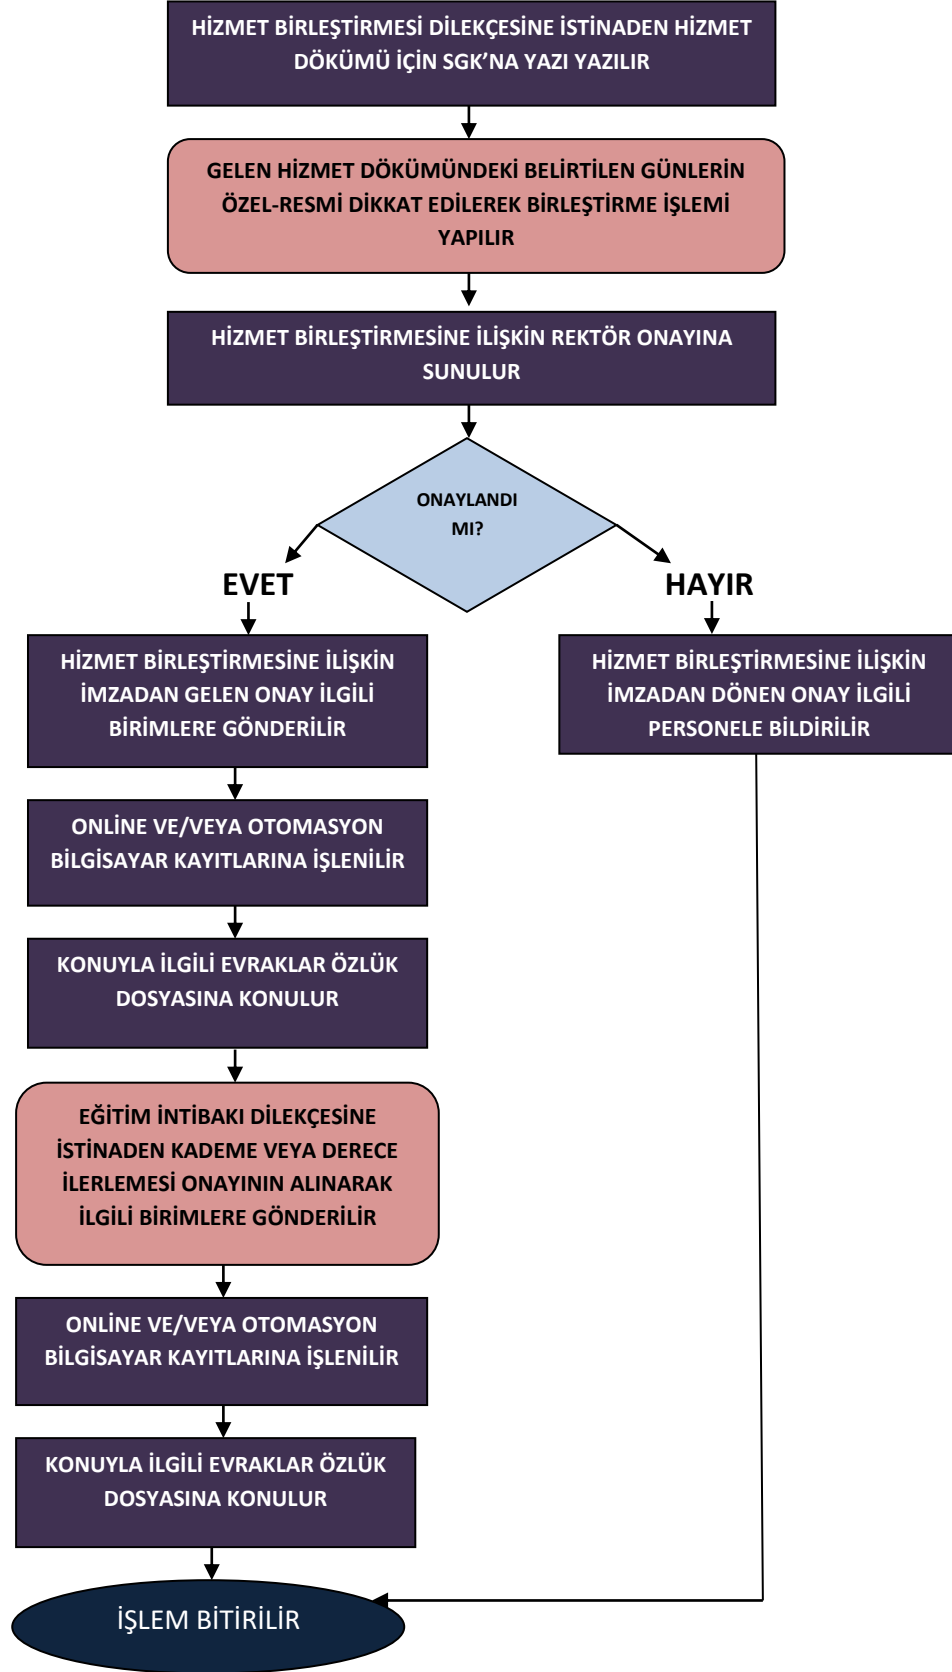 HİZMET BİRLEŞTİRMESİ DİLEKÇESİNE İSTİNADEN HİZMET
DÖKÜMÜ İÇİN SGK’NA YAZI YAZILIR
GELEN HİZMET DÖKÜMÜNDEKİ BELİRTİLEN GÜNLERİN
ÖZEL-RESMİ DİKKAT EDİLEREK BİRLEŞTİRME İŞLEMİ
YAPILIR
HİZMET BİRLEŞTİRMESİNE İLİŞKİN REKTÖR ONAYINA
SUNULUR
ONAYLANDI
MI?
EVET
HAYIR
HİZMET BİRLEŞTİRMESİNE İLİŞKİN
İMZADAN GELEN ONAY İLGİLİ
BİRİMLERE GÖNDERİLİR
HİZMET BİRLEŞTİRMESİNE İLİŞKİN
İMZADAN DÖNEN ONAY İLGİLİ
PERSONELE BİLDİRİLİR
ONLİNE VE/VEYA OTOMASYON
BİLGİSAYAR KAYITLARINA İŞLENİLİR
KONUYLA İLGİLİ EVRAKLAR ÖZLÜK
DOSYASINA KONULUR
EĞİTİM İNTİBAKI DİLEKÇESİNE
İSTİNADEN KADEME VEYA DERECE
İLERLEMESİ ONAYININ ALINARAK
İLGİLİ BİRİMLERE GÖNDERİLİR
ONLİNE VE/VEYA OTOMASYON
BİLGİSAYAR KAYITLARINA İŞLENİLİR
KONUYLA İLGİLİ EVRAKLAR ÖZLÜK
DOSYASINA KONULUR
İŞLEM BİTİRİLİR